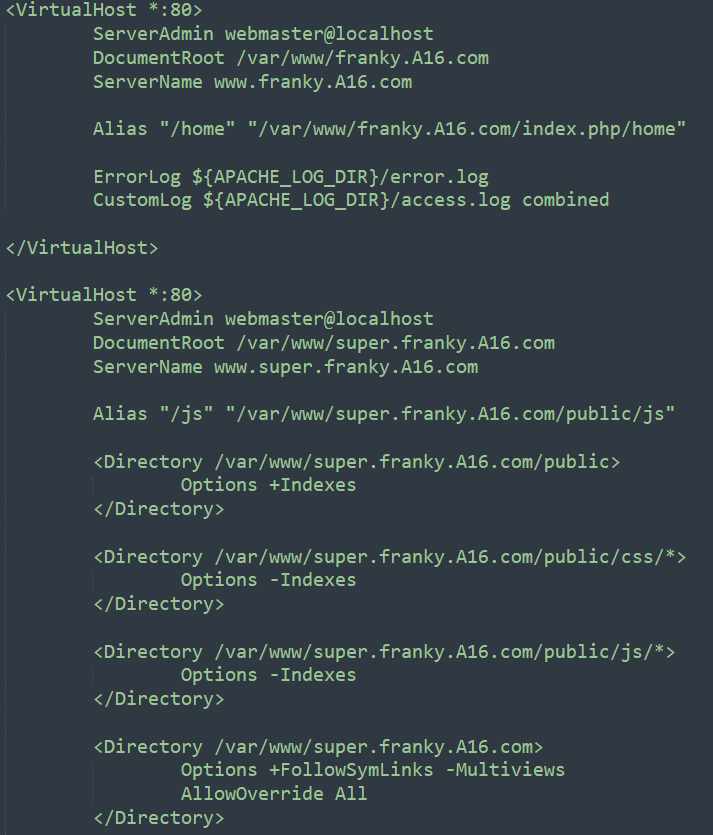 <VirtualHost *:80>
ServerAdmin webmaster@localhost
DocumentRoot /var/www/franky.A16.com
ServerName www.franky.A16.com
Alias "/home" "/var/www/franky.A16.com/index.php/home"
ErrorLog ${APACHE_LOG_DIR}/error.log
CustomLog ${APACHE_LOG_DIR}/access.log combined
</VirtualHost>
<VirtualHost *:80>
ServerAdmin webmaster@localhost
DocumentRoot /var/www/super.franky.A16.com
ServerName www.super.franky.A16.com
Alias "/js" "/var/www/super.franky.A16.com/public/js"
<Directory /var/www/super.franky.A16.com/public>
Options +Indexes
</Directory>
<Directory /var/www/super.franky.A16.com/public/css/*>
Options -Indexes
</Directory>
<Directory /var/www/super.franky.A16.com/public/js/*>
Options -Indexes
</Directory>
<Directory /var/www/super.franky.A16.com>
Options +FollowSymLinks -Multiviews
AllowOverride All
</Directory>